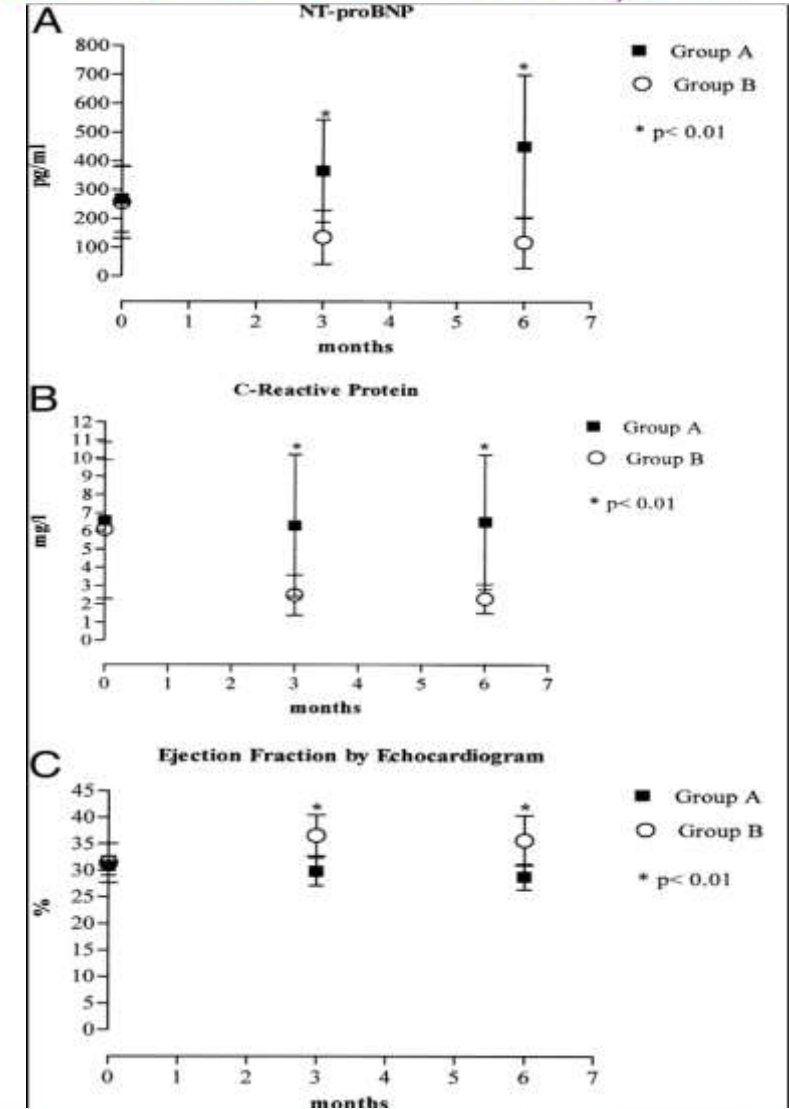 A
NT-proBNP
800
700
600
500
400
300
200
100
0
pg/ml
*
*
Group A
Group B
* p< 0.01
0 1 2 3 4 5 6 7
months
B
C-Reactive Protein
12
11
10
9
8
7
6
5
4
3
2
1
0
mg/l
*
*
Group A
Group B
* p< 0.01
0 1 2 3 4 5 6 7
months
C
Ejection Fraction by Echocardiogram
45
40
35
30
25
20
15
10
5
0
%
*
*
Group A
Group B
* p< 0.01
0 1 2 3 4 5 6 7
months